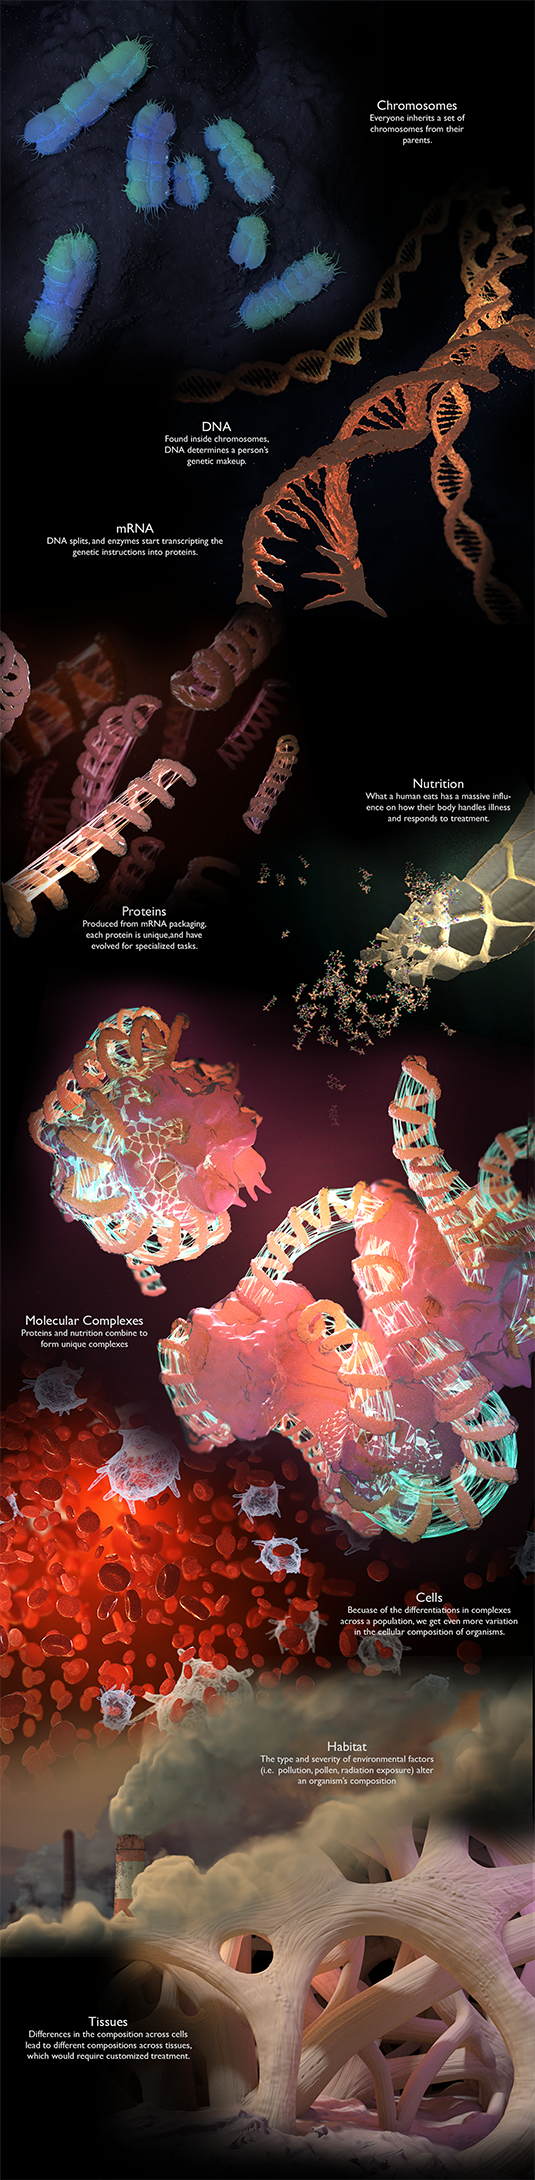 Chromosomes
Everyone inherits a set of
chromosomes from their
parents.
DNA
Found inside chromosomes,
DNA determines a person's
genetic makeup.
mRNA
DNA splits, and enzymes start transcripting the
genetic instructions into proteins.
Nutrition
What a human eats has a massive influ-
ence on how their body handles illness
and responds to treatment.
Proteins
Produced from mRNA packaging,
each protein is unique,and have
evolved for specialized tasks.
Molecular Complexes
Proteins and nutrition combine to
form unique complexes
Cells
Becuase of the differentiations in complexes
across a population, we get even more variation
in the cellular composition of organisms.
Habitat
The type and severity of environmental factors
(i.e. pollution, pollen, radiation exposure) alter
an organism's composition
Tissues
Differences in the composition across cells
lead to different compositions across tissues,
which would require customized treatment.